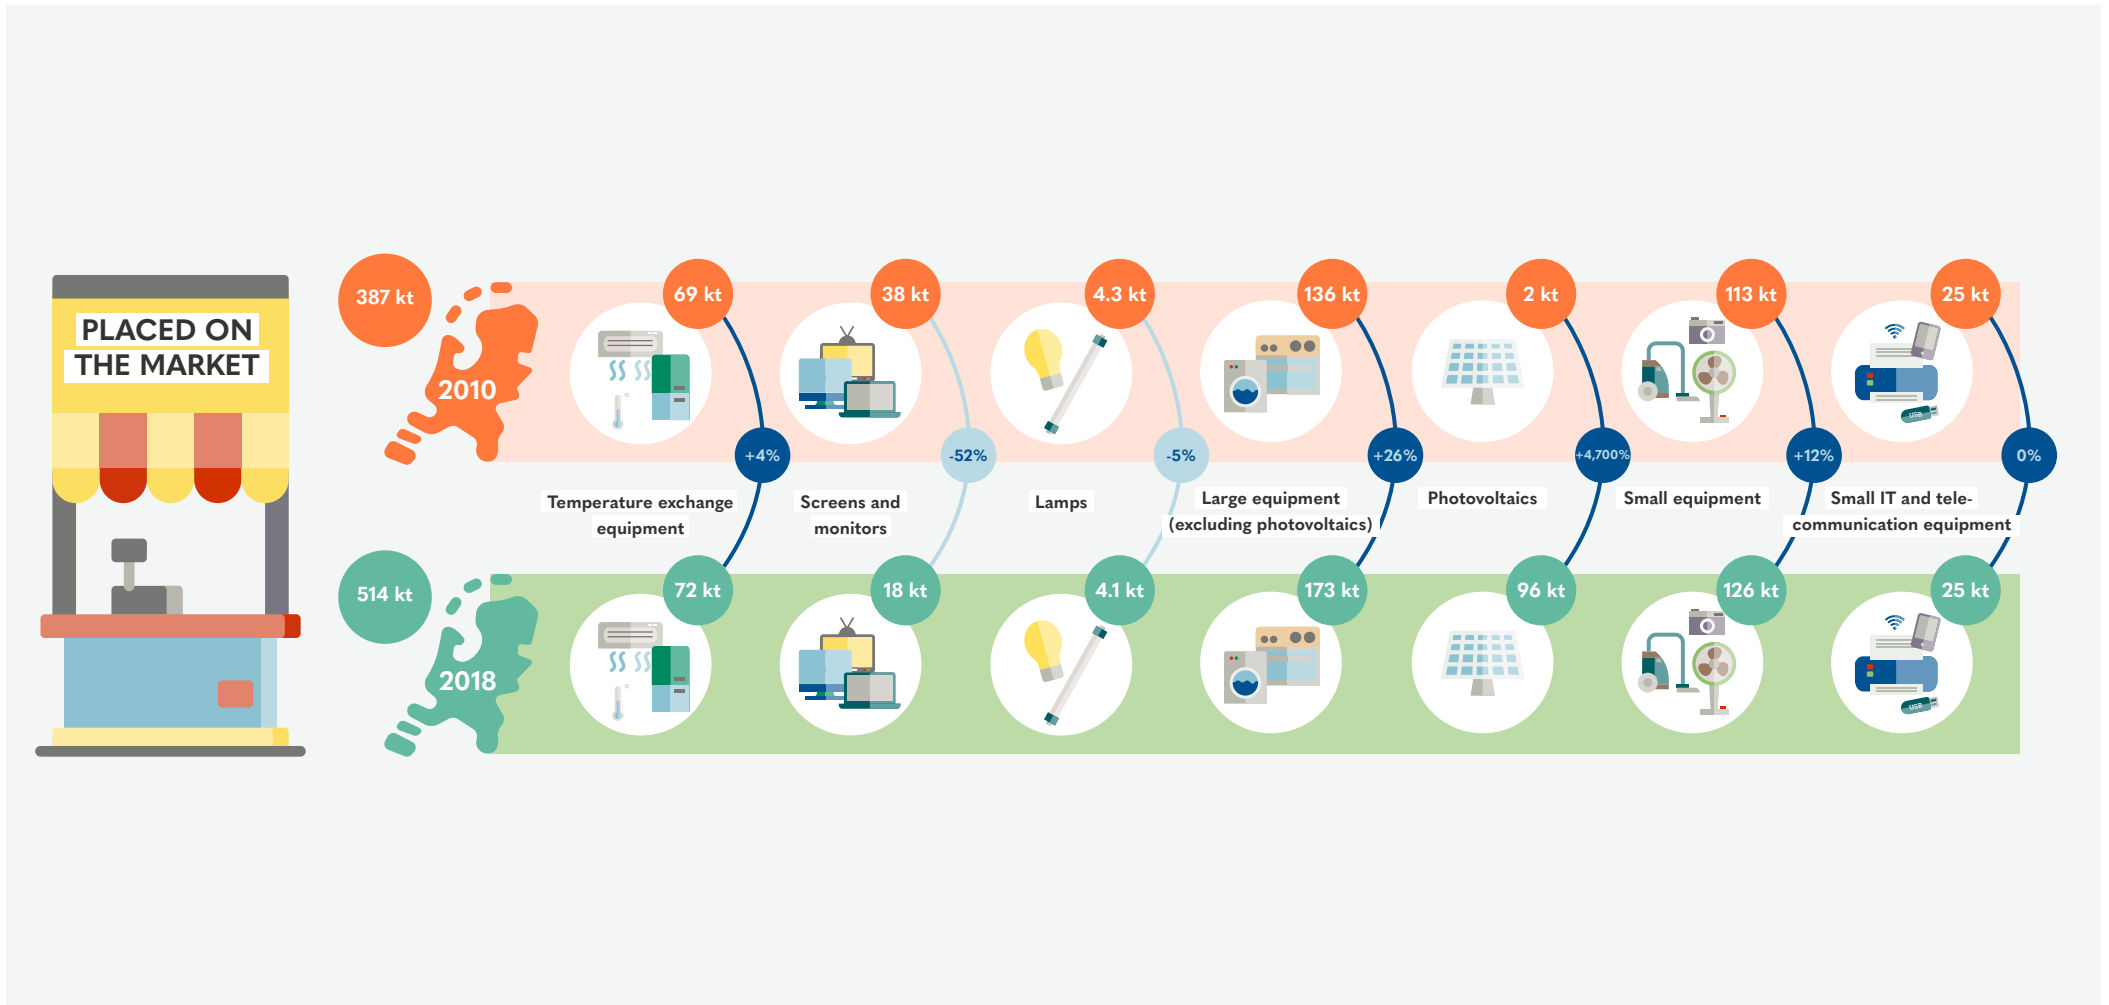 PLACED ON
THE MARKET
387 kt
2010
69 kt
38 kt
4.3 kt
136 kt
2 kt
113 kt
25 kt
USB
+4%
-52%
-5%
+26%
+4,700%
+12%
0%
Temperature exchange
equipment
Screens and
monitors
Lamps
Large equipment
(excluding photovoltaics)
Photovoltaics
Small equipment
Small IT and tele-
communication equipment
514 kt
2018
72 kt
18 kt
4.1 kt
173 kt
96 kt
126 kt
25 kt
USB